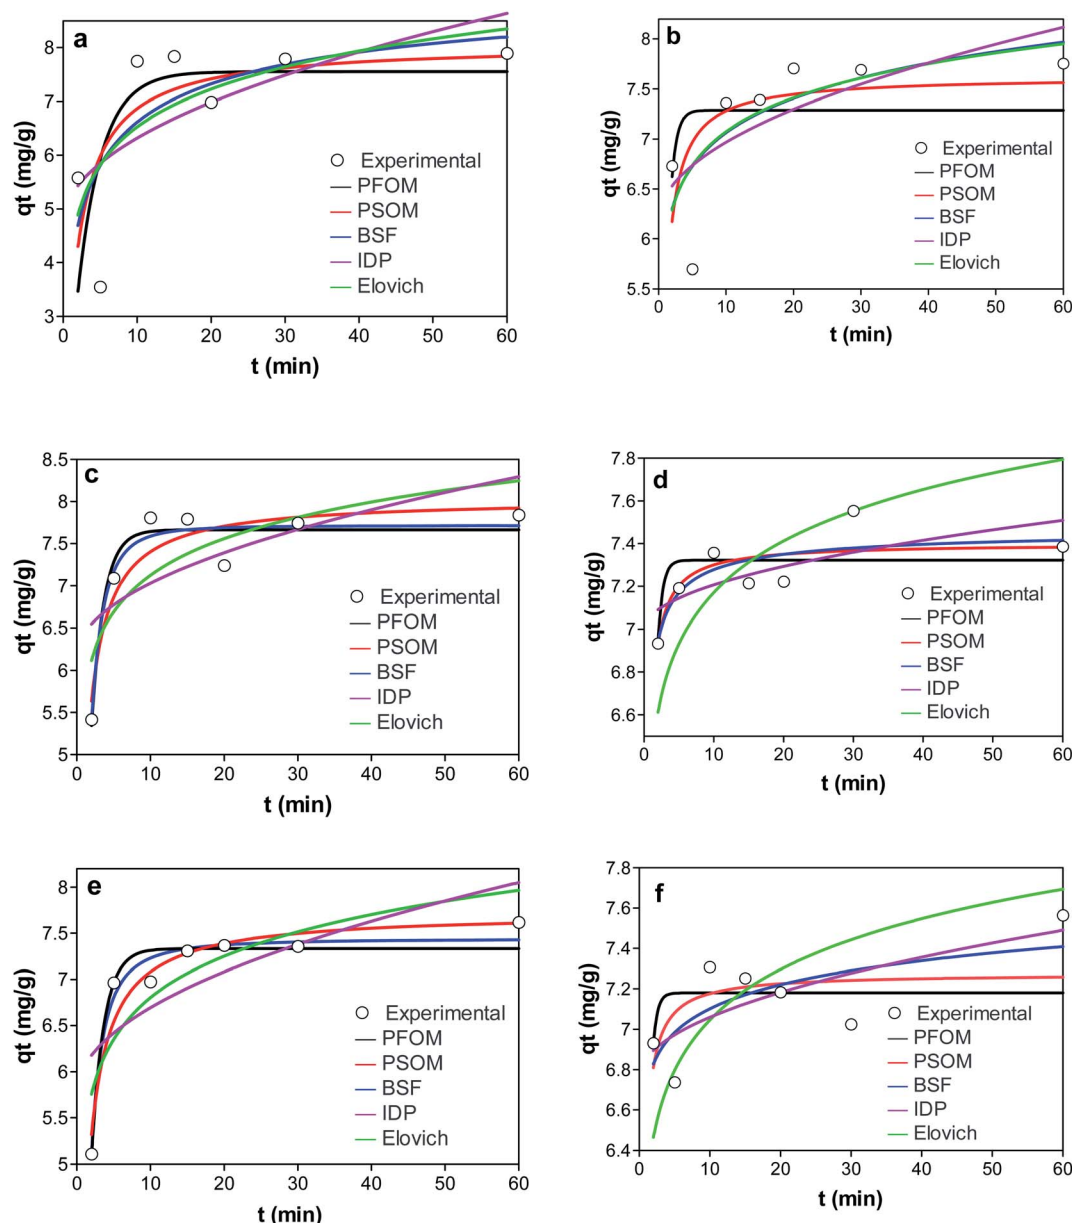 a
8
7
6
5
4
3
qt (mg/g)
Experimental
PFOM
PSOM
BSF
IDP
Elovich
0 10 20 30 40 50 60
t (min)
b
8
7.5
7
6.5
6
5.5
qt (mg/g)
Experimental
PFOM
PSOM
BSF
IDP
Elovich
0 10 20 30 40 50 60
t (min)
c
8.5
8
7.5
7
6.5
6
5.5
5
qt (mg/g)
Experimental
PFOM
PSOM
BSF
IDP
Elovich
0 10 20 30 40 50 60
t (min)
d
7.8
7.6
7.4
7.2
7
6.8
6.6
qt (mg/g)
Experimental
PFOM
PSOM
BSF
IDP
Elovich
0 10 20 30 40 50 60
t (min)
e
8
7.5
7
6.5
6
5.5
5
qt (mg/g)
Experimental
PFOM
PSOM
BSF
IDP
Elovich
0 10 20 30 40 50 60
t (min)
f
7.8
7.6
7.4
7.2
7
6.8
6.6
6.4
qt (mg/g)
Experimental
PFOM
PSOM
BSF
IDP
Elovich
0 10 20 30 40 50 60
t (min)